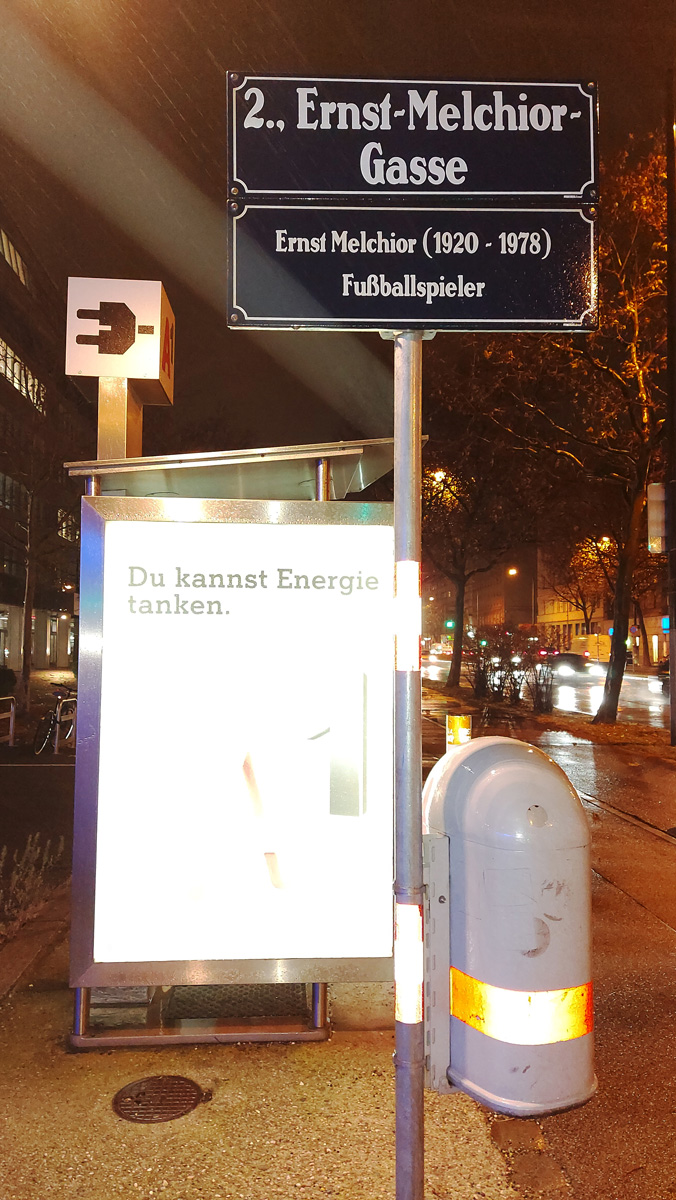 2., Ernst-Melchior-
Gasse
Ernst Melchior (1920 - 1978)
Fußballspieler
Du kannst Energie
tanken.